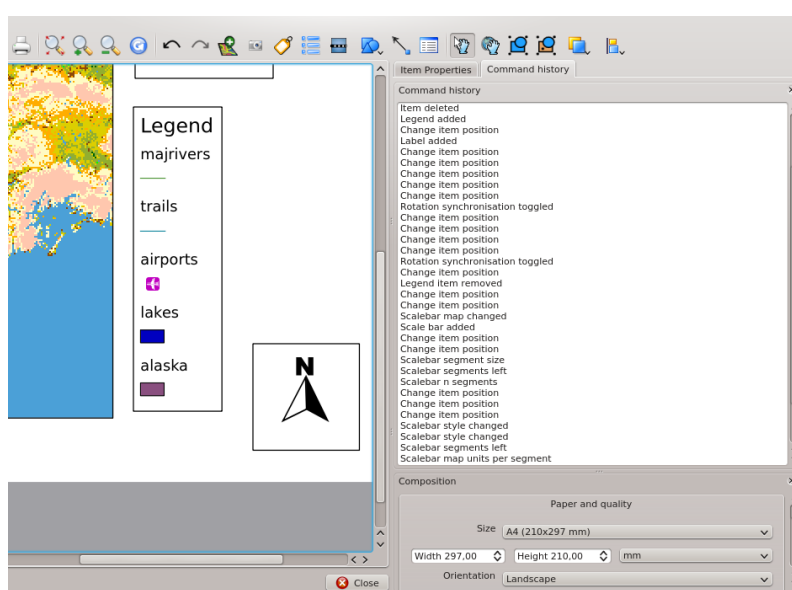 Item Properties
Command history
Command history
Item deleted
Legend added
Change item position
Label added
Change item position
Change item position
Change item position
Change item position
Change item position
Rotation synchronisation toggled
Change item position
Change item position
Change item position
Change item position
Rotation synchronisation toggled
Change item position
Legend item removed
Change item position
Change item position
Scalebar map changed
Scale bar added
Change item position
Change item position
Scalebar segment size
Scalebar segments left
Scalebar n segments
Change item position
Change item position
Change item position
Scalebar style changed
Scalebar style changed
Scalebar segments left
Scalebar map units per segment
Legend
majrivers
trails
airports
lakes
alaska
N
Composition
Paper and quality
Size A4 (210x297 mm)
Width 297,00 Height 210,00 mm
Orientation Landscape
Close